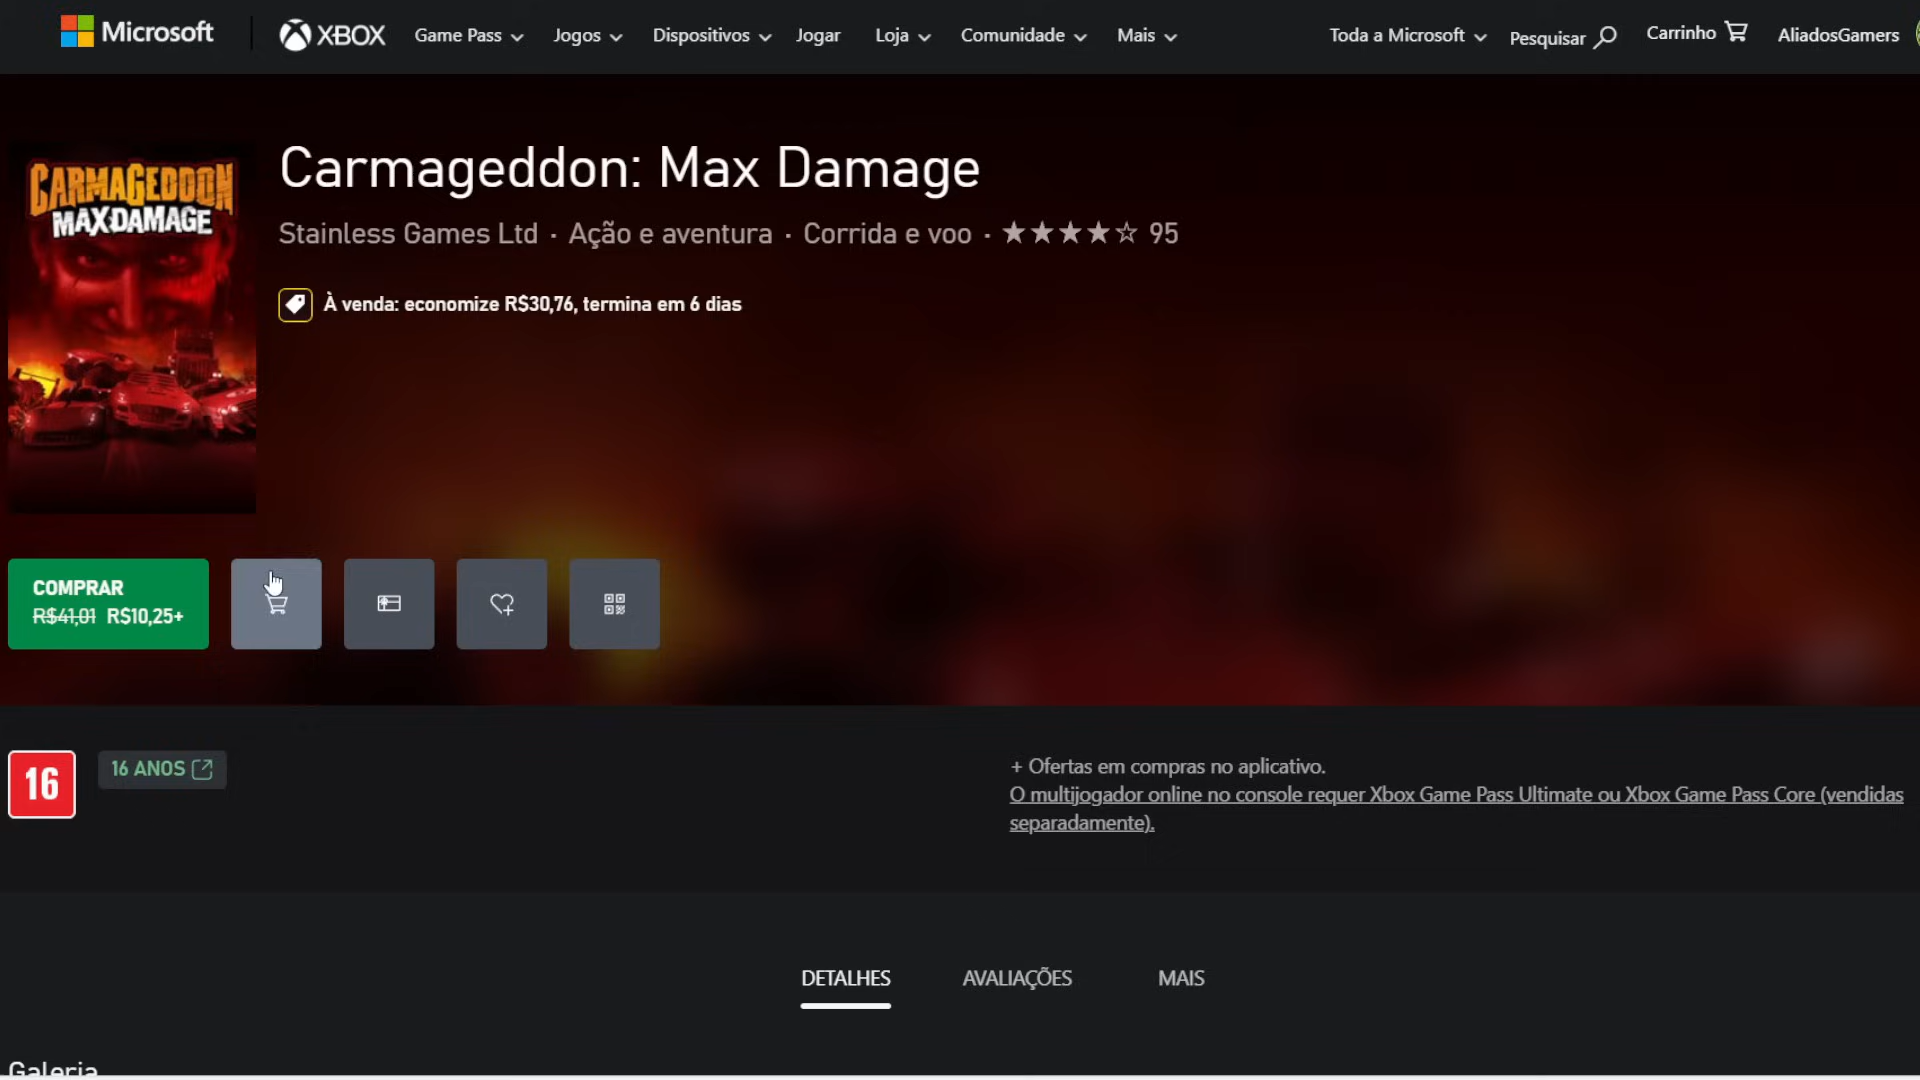 Microsoft
XBOX
Game Pass
Jogos
Dispositivos
Jogar
Loja
Comunidade
Mais
Toda a Microsoft
Pesquisar
Carrinho
AliadosGamers
CARMAGEDDON
MAX DAMAGE
Carmageddon: Max Damage
Stainless Games Ltd · Ação e aventura · Corrida e voo · ★★★★☆ 95
À venda: economize R$30,76, termina em 6 dias
COMPRAR
R$41,01 R$10,25+
16
16 ANOS
+ Ofertas em compras no aplicativo.
O multijogador online no console requer Xbox Game Pass Ultimate ou Xbox Game Pass Core (vendidas
separadamente).
DETALHES
AVALIAÇÕES
MAIS
Galeria